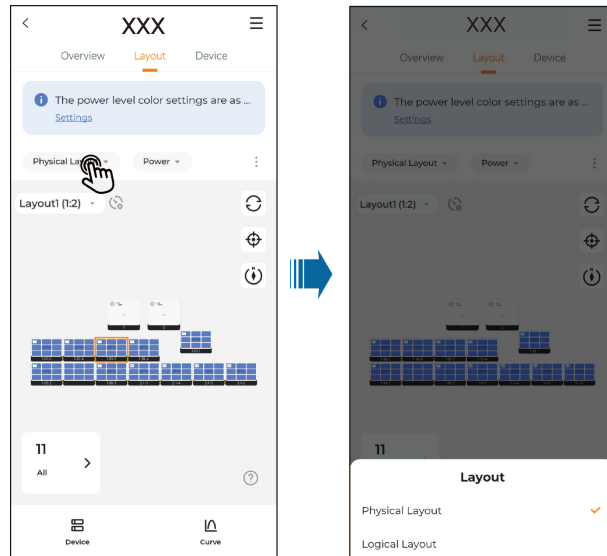 XXX
Overview Layout Device
The power level color settings are as ...
Settings
Power
Layout1 (1:2)
11
All
Device Curve
XXX
Overview Layout Device
The power level color settings are as ...
Settings
Physical Layout Power
Layout1 (1:2)
11
Layout
Physical Layout
Logical Layout